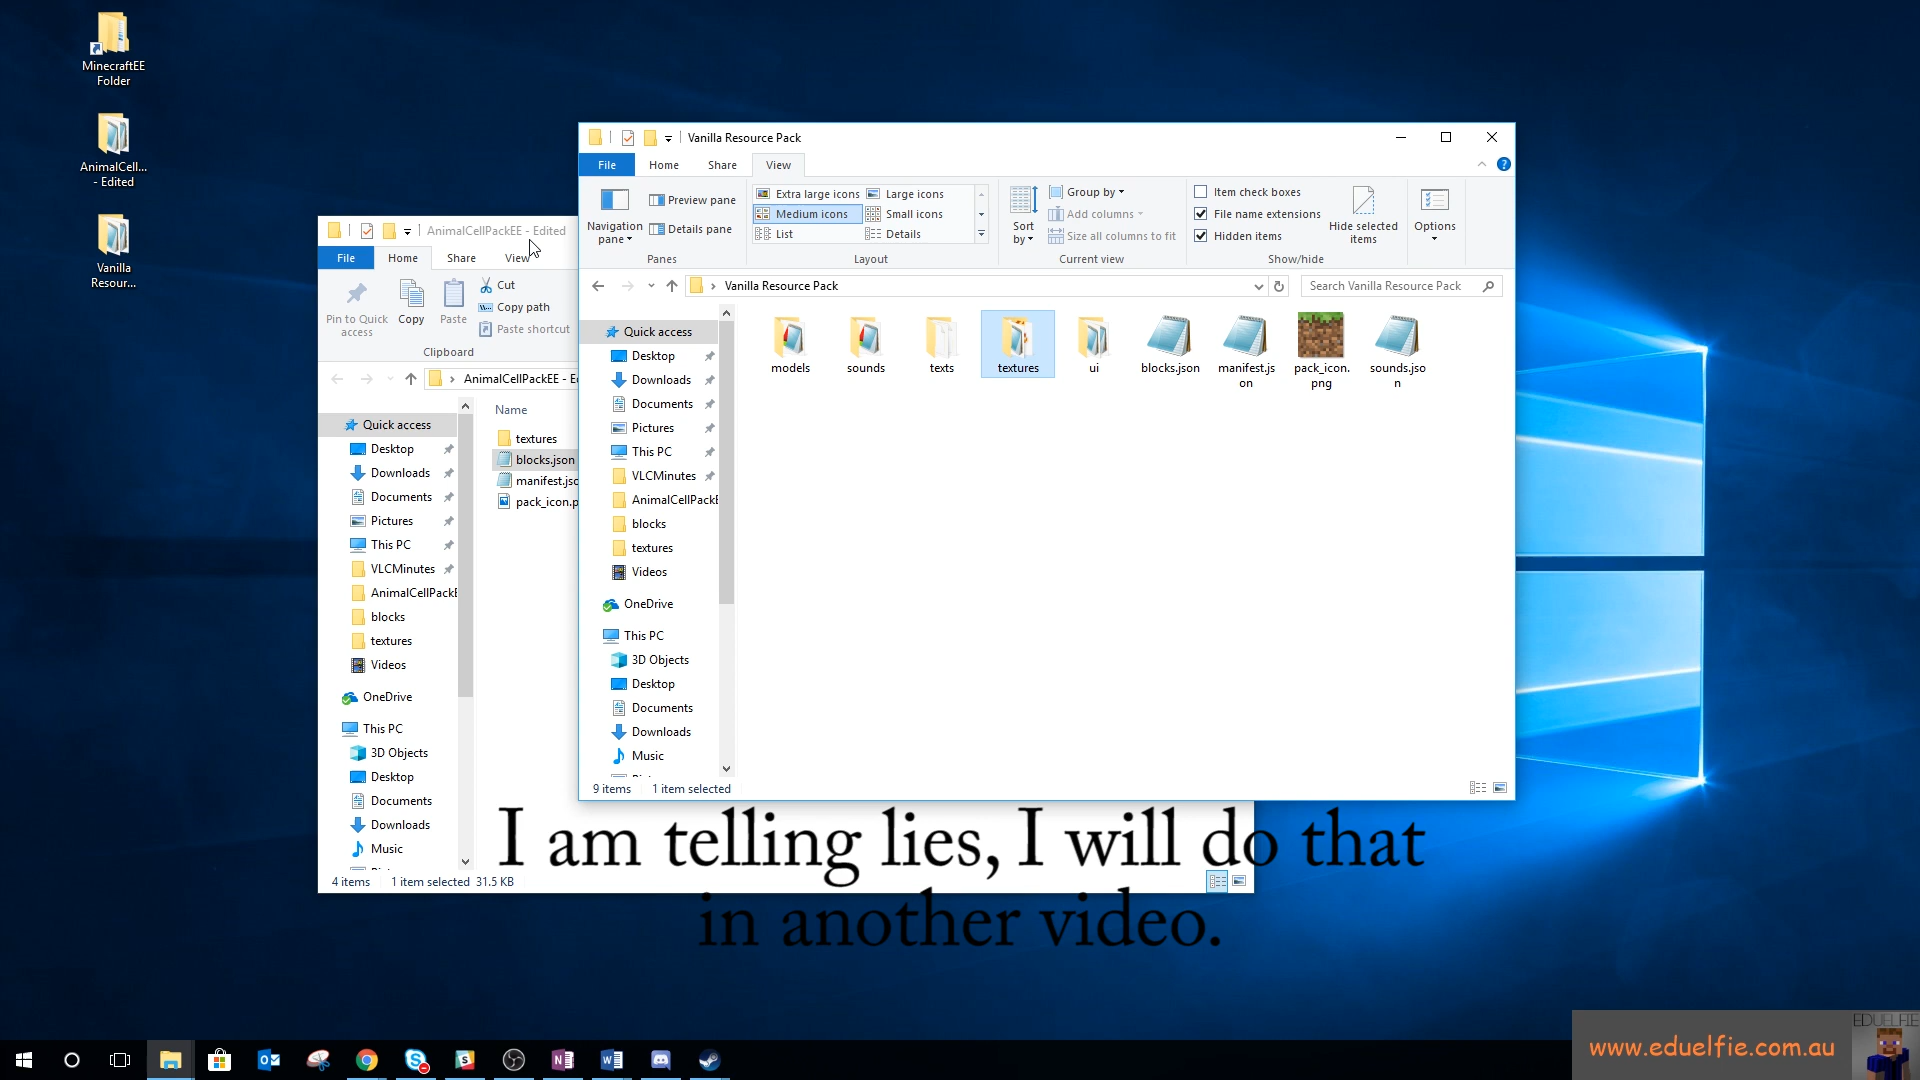 MinecraftEE
Folder
AnimalCell...
- Edited
Vanilla
Resour...
AnimalCellPackEE - Edited
File
Home
Share
View
Pin to Quick
access
Copy
Paste
Cut
Copy path
Paste shortcut
Clipboard
AnimalCellPackEE - Ed
Quick access
Desktop
Downloads
Documents
Pictures
This PC
VLCMinutes
AnimalCellPackE
blocks
textures
Videos
OneDrive
This PC
3D Objects
Desktop
Documents
Downloads
Music
Name
textures
blocks.json
manifest.jso
pack_icon.p
4 items
1 item selected 31.5 KB
Vanilla Resource Pack
File
Home
Share
View
Navigation
pane
Preview pane
Details pane
Panes
Extra large icons
Large icons
Medium icons
Small icons
List
Details
Layout
Sort
by
Group by
Add columns
Size all columns to fit
Current view
Item check boxes
File name extensions
Hidden items
Hide selected
items
Show/hide
Options
Vanilla Resource Pack
Search Vanilla Resource Pack
Quick access
Desktop
Downloads
Documents
Pictures
This PC
VLCMinutes
AnimalCellPackE
blocks
textures
Videos
OneDrive
This PC
3D Objects
Desktop
Documents
Downloads
Music
models
sounds
texts
textures
ui
blocks.json
manifest.js
on
pack_icon.
png
sounds.jso
n
9 items
1 item selected
I am telling lies, I will do that
in another video.
EDUELFIE
www.eduelfie.com.au